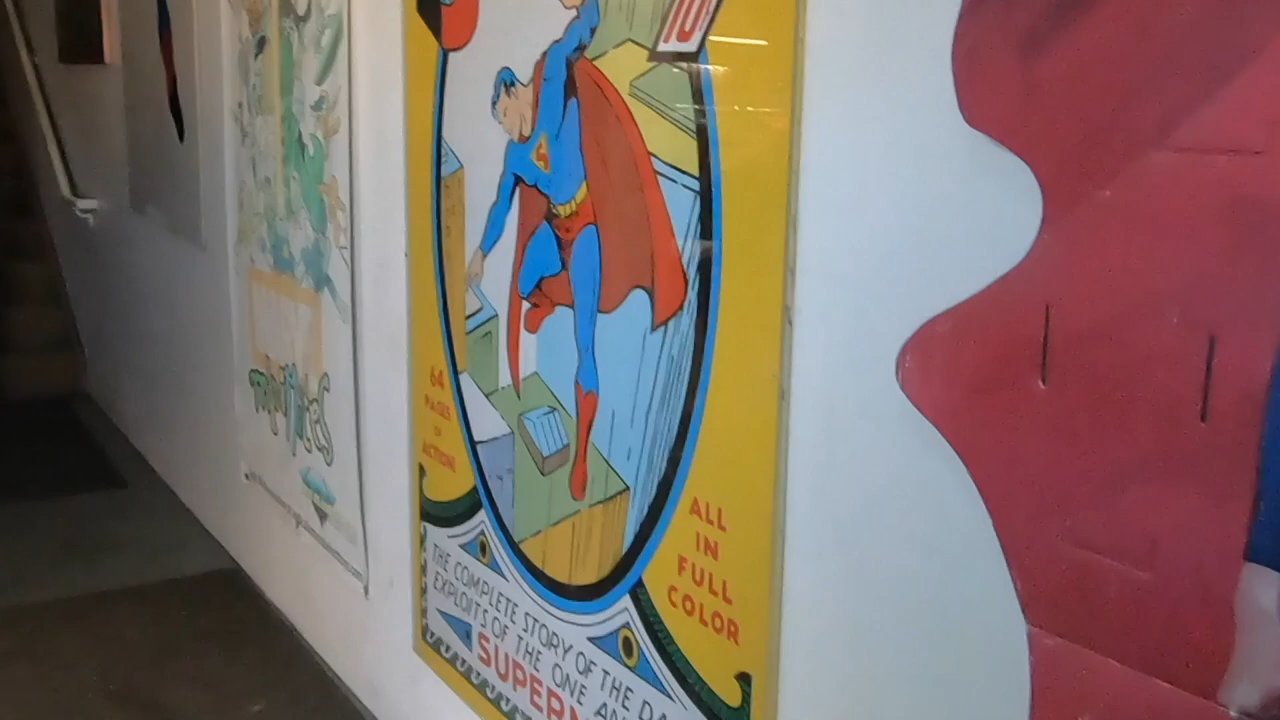 10¢
64
PAGES
OF
ACTION!
ALL
IN
FULL
COLOR
THE COMPLETE STORY OF THE DA
EXPLOITS OF THE ONE AN
SUPERM